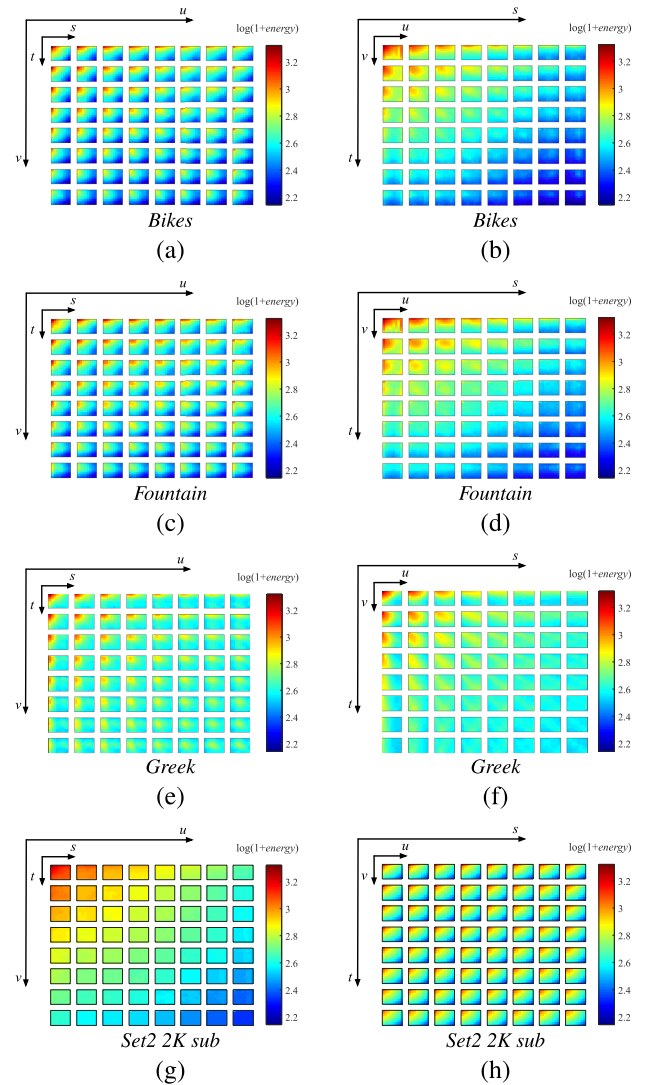 u
s
t
v
log(1+energy)
3.2
3
2.8
2.6
2.4
2.2
Bikes
(a)
s
u
v
t
log(1+energy)
3.2
3
2.8
2.6
2.4
2.2
Bikes
(b)
u
s
t
v
log(1+energy)
3.2
3
2.8
2.6
2.4
2.2
Fountain
(c)
s
u
v
t
log(1+energy)
3.2
3
2.8
2.6
2.4
2.2
Fountain
(d)
u
s
t
v
log(1+energy)
3.2
3
2.8
2.6
2.4
2.2
Greek
(e)
s
u
v
t
log(1+energy)
3.2
3
2.8
2.6
2.4
2.2
Greek
(f)
u
s
t
v
log(1+energy)
3.2
3
2.8
2.6
2.4
2.2
Set2 2K sub
(g)
s
u
v
t
log(1+energy)
3.2
3
2.8
2.6
2.4
2.2
Set2 2K sub
(h)